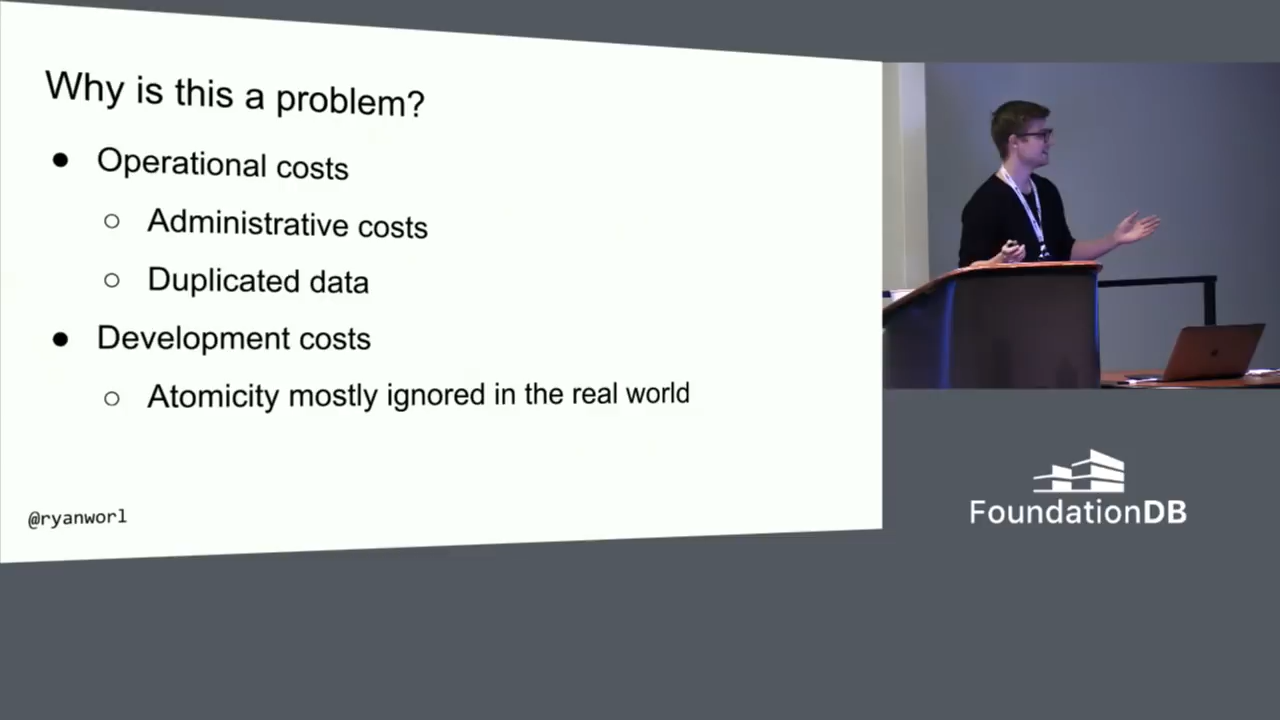 Why is this a problem?
● Operational costs
○ Administrative costs
○ Duplicated data
● Development costs
○ Atomicity mostly ignored in the real world
@ryanworl
FoundationDB